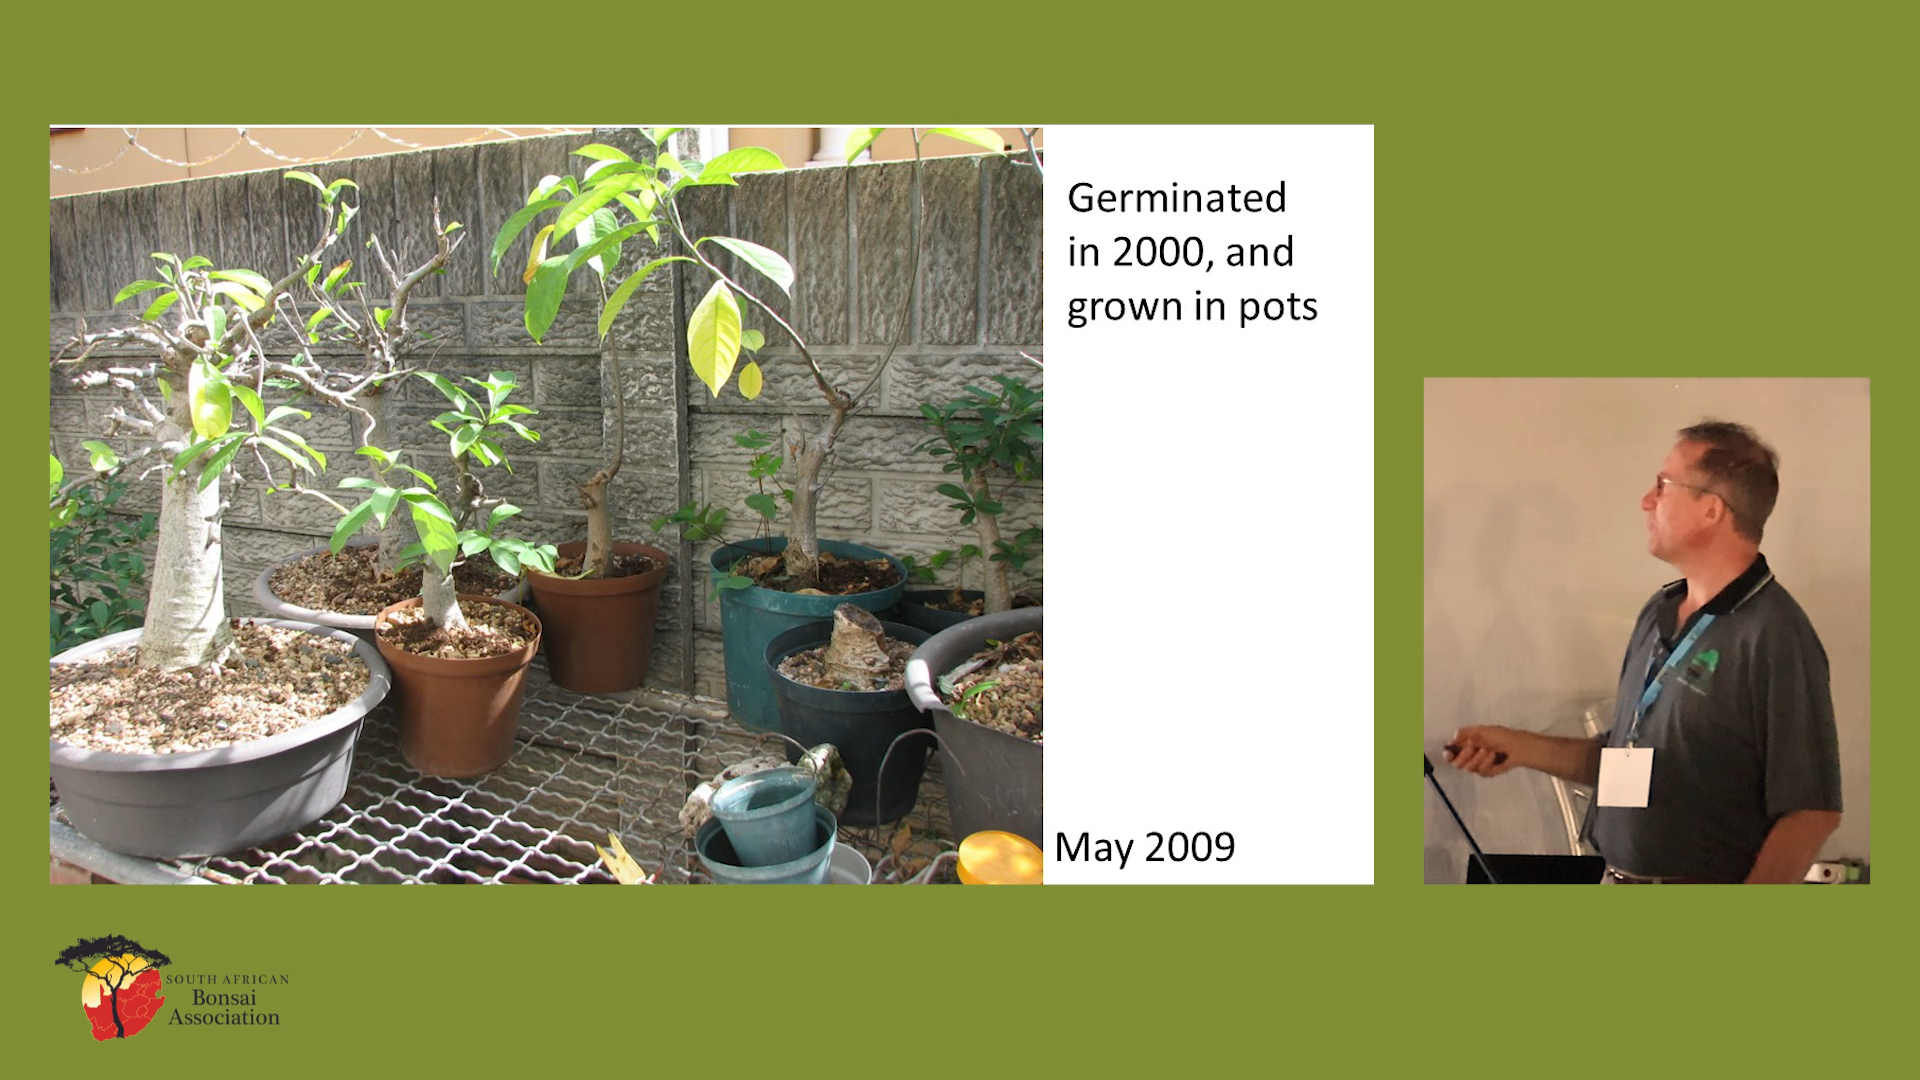 Germinated
in 2000, and
grown in pots
May 2009
SOUTH AFRICAN
Bonsai
Association